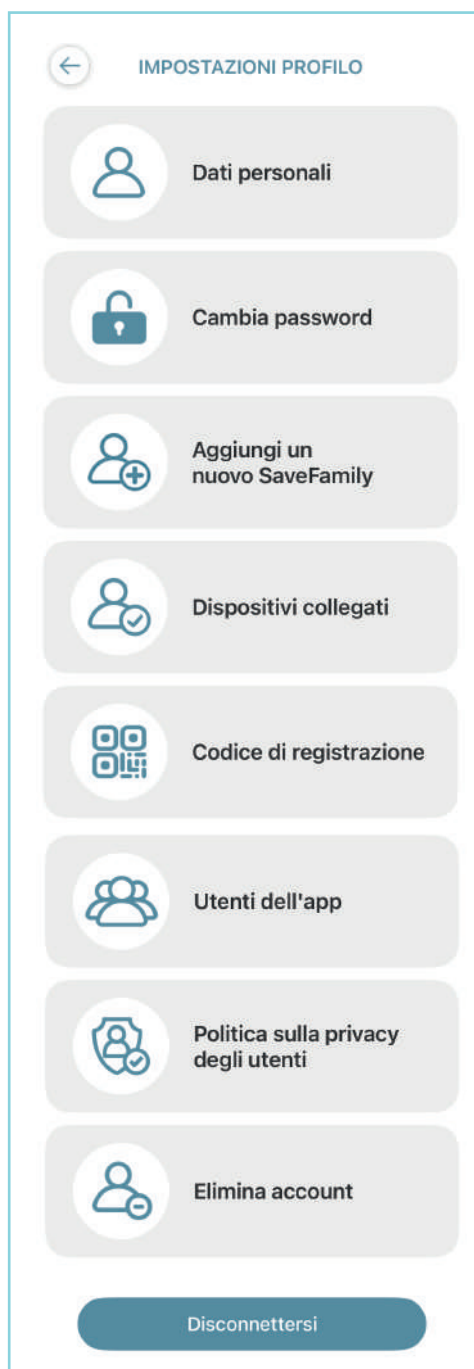 IMPOSTAZIONI PROFILO
Dati personali
Cambia password
Aggiungi un
nuovo SaveFamily
Dispositivi collegati
Codice di registrazione
Utenti dell'app
Politica sulla privacy
degli utenti
Elimina account
Disconnettersi